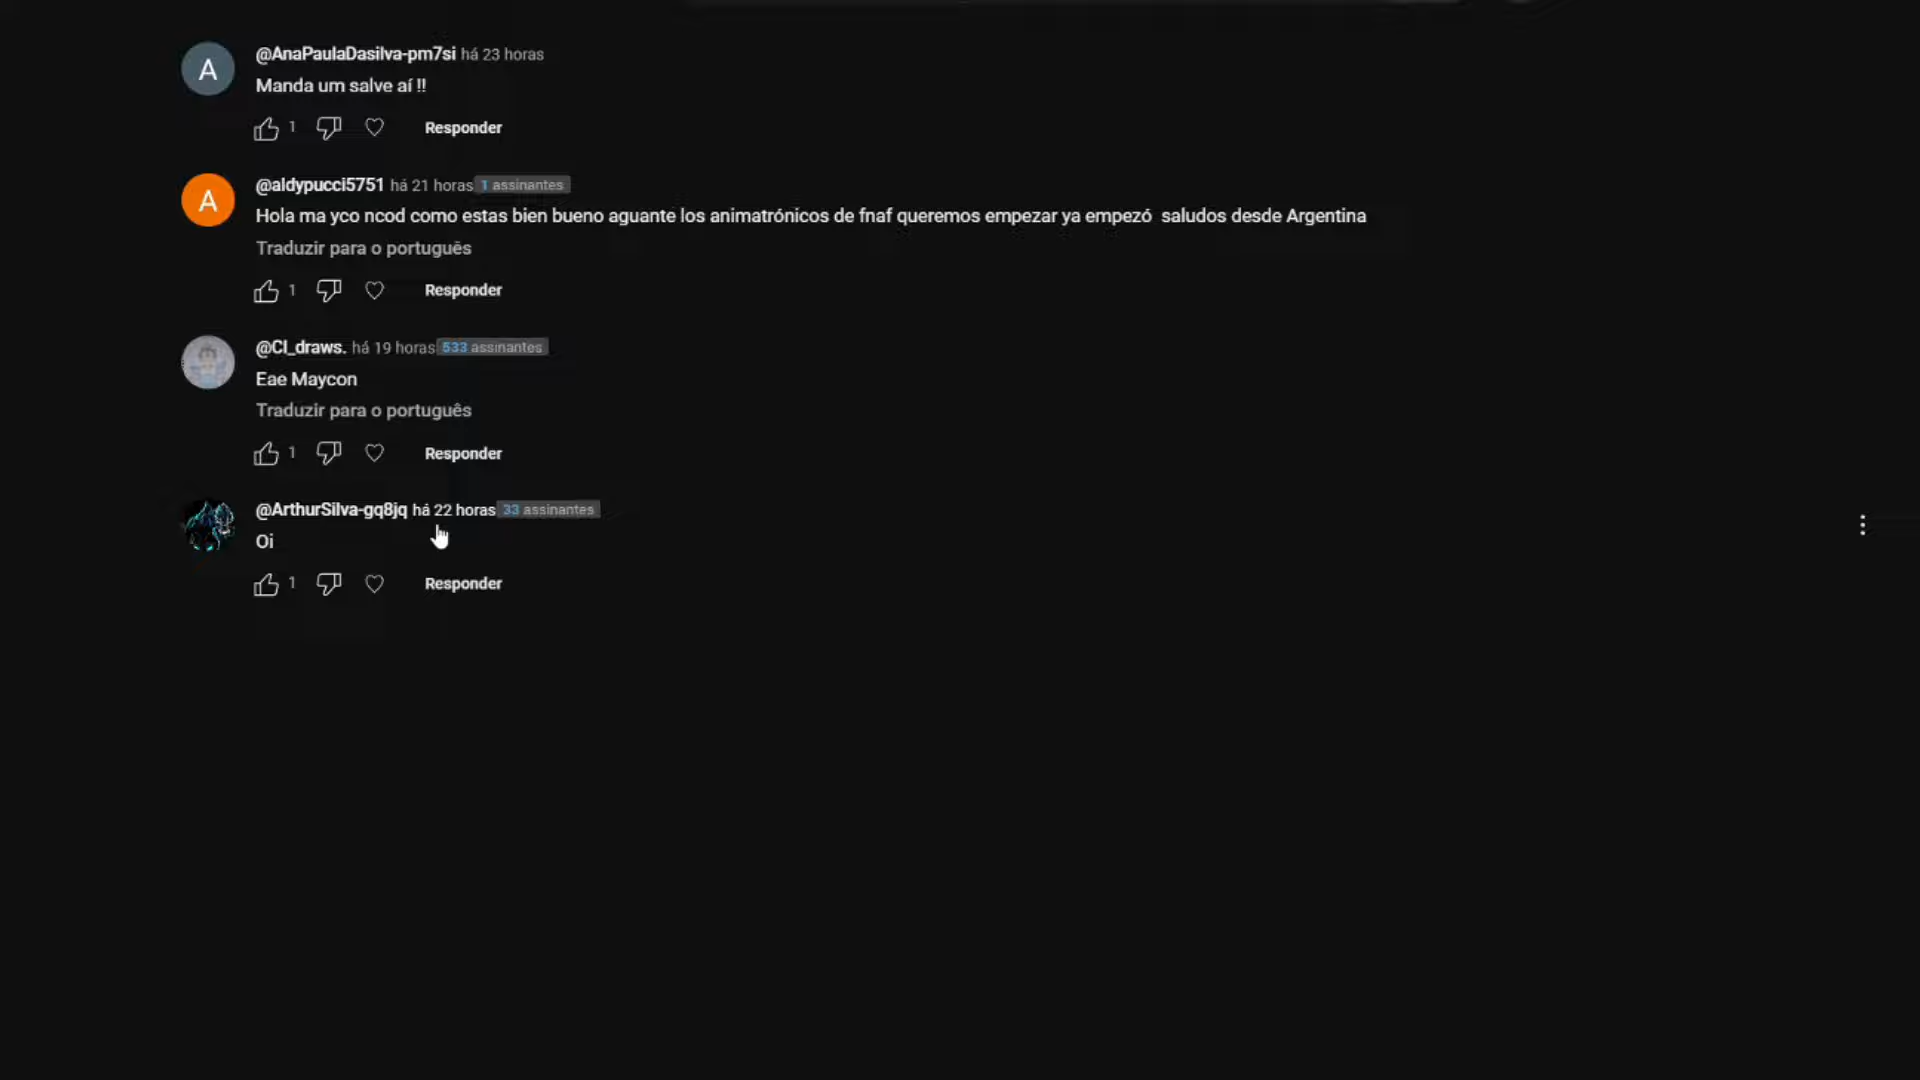 A
@AnaPaulaDasilva-pm7si há 23 horas
Manda um salve aí !!
1 Responder
A
@aldypucci5751 há 21 horas 1 assinantes
Hola ma yco ncod como estas bien bueno aguante los animatrónicos de fnaf queremos empezar ya empezó saludos desde Argentina
Traduzir para o português
1 Responder
@Cl_draws. há 19 horas 533 assinantes
Eae Maycon
Traduzir para o português
1 Responder
@ArthurSilva-gq8jq há 22 horas 33 assinantes
Oi
1 Responder